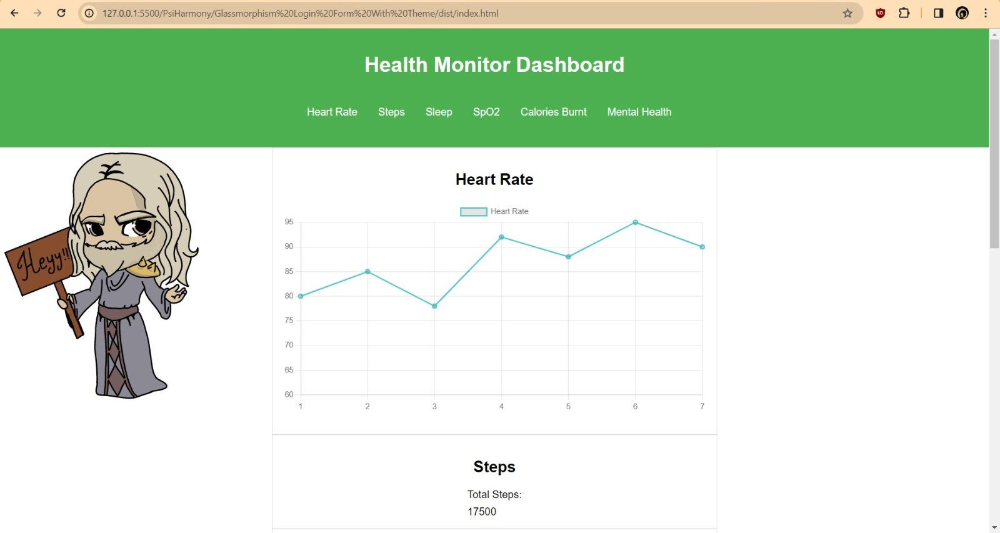 127.0.0.1:5500/PsiHarmony/Glassmorphism%20Login%20Form%20With%20Theme/dist/index.html
Health Monitor Dashboard
Heart Rate Steps Sleep SpO2 Calories Burnt Mental Health
Heyy!!
Heart Rate
Heart Rate
95
90
85
80
75
70
65
60
1 2 3 4 5 6 7
Steps
Total Steps:
17500